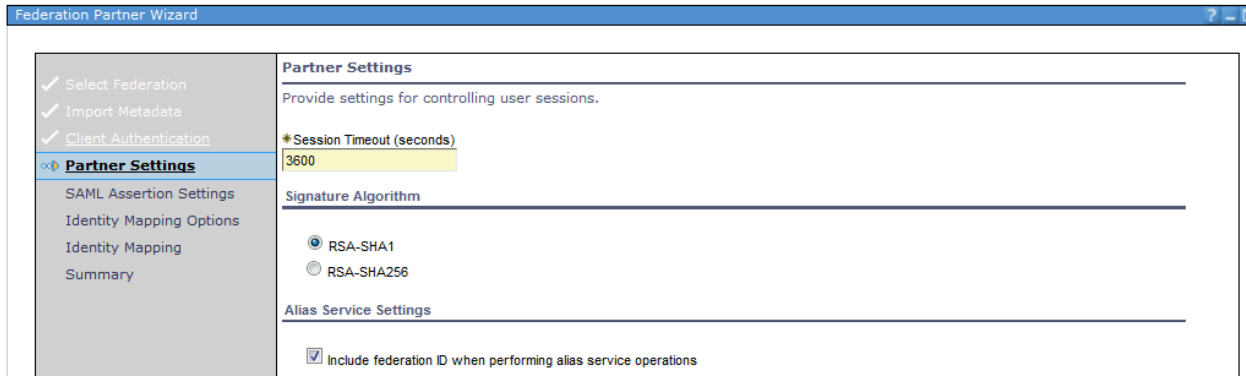 Federation Partner Wizard
Select Federation
Import Metadata
Client Authentication
Partner Settings
SAML Assertion Settings
Identity Mapping Options
Identity Mapping
Summary
Partner Settings
Provide settings for controlling user sessions.
*Session Timeout (seconds)
3600
Signature Algorithm
RSA-SHA1
RSA-SHA256
Alias Service Settings
Include federation ID when performing alias service operations